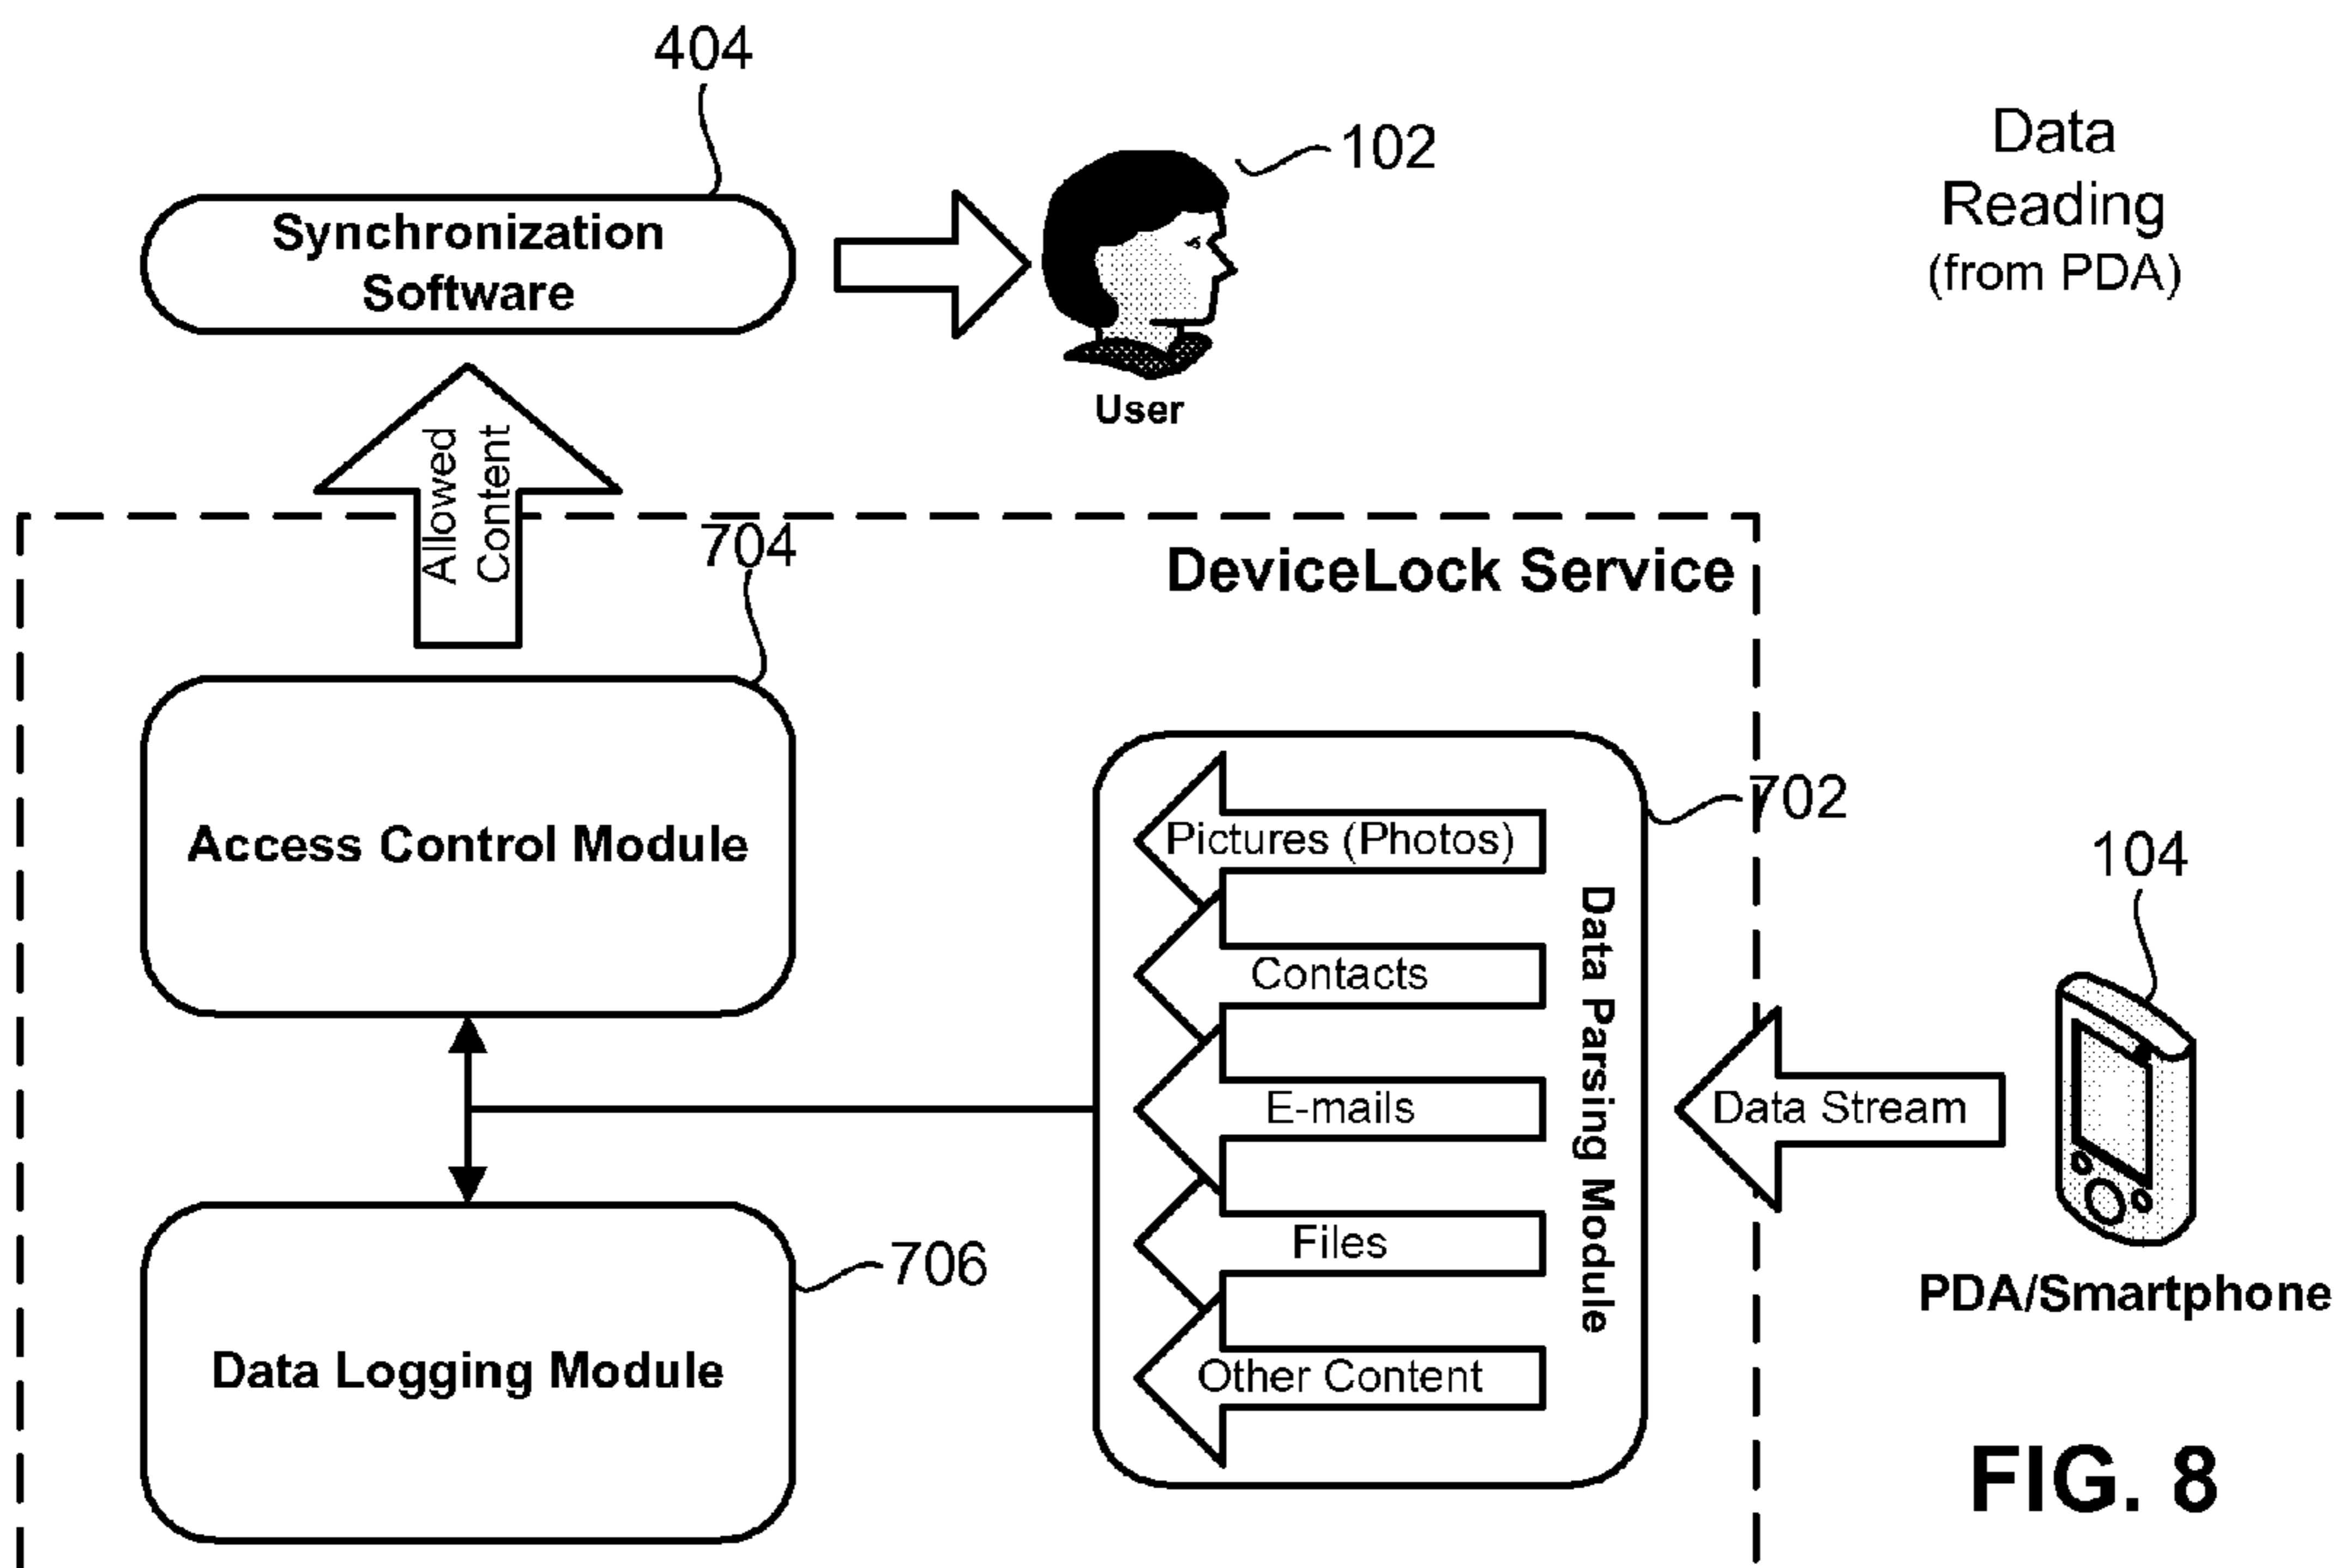 404
102
Data
Reading
(from PDA)
Synchronization
Software
User
Allowed
Content
704
DeviceLock Service
Access Control Module
702
Pictures (Photos)
Contacts
E-mails
Files
Other Content
Data Parsing Module
Data Stream
104
PDA/Smartphone
706
Data Logging Module
FIG. 8